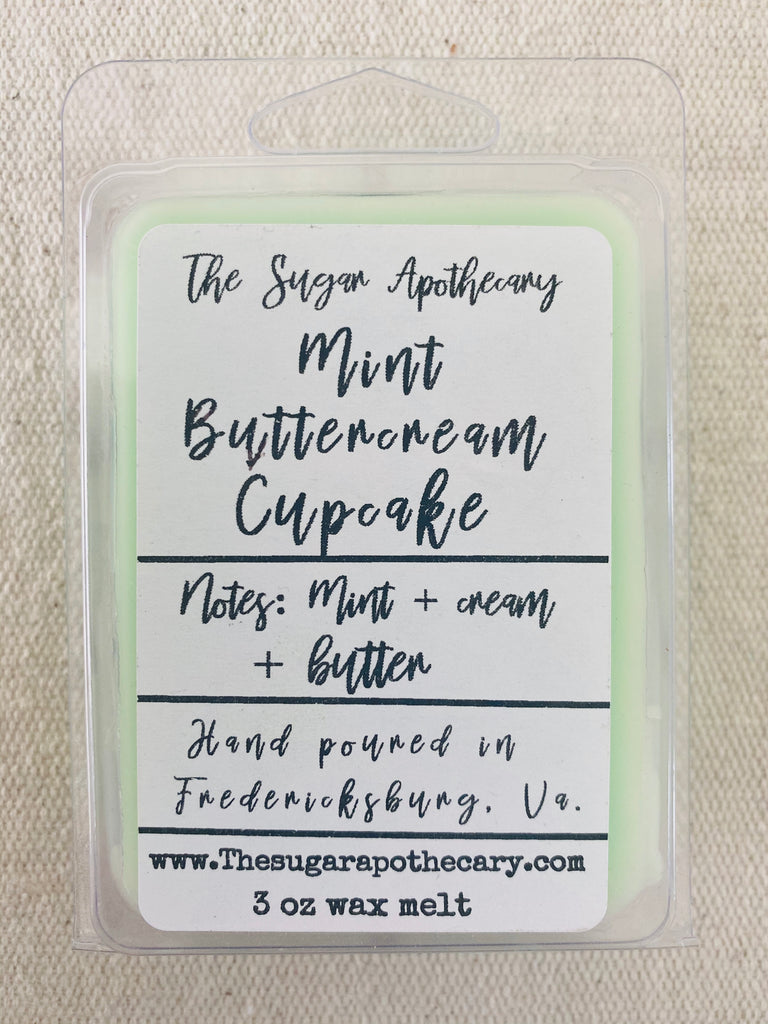 The Sugar Apothecary
Mint
Buttercream
Cupcake
Notes: Mint + cream
+ butter
Hand poured in
Fredericksburg, Va.
www.Thesugarapothecary.com
3 oz wax melt